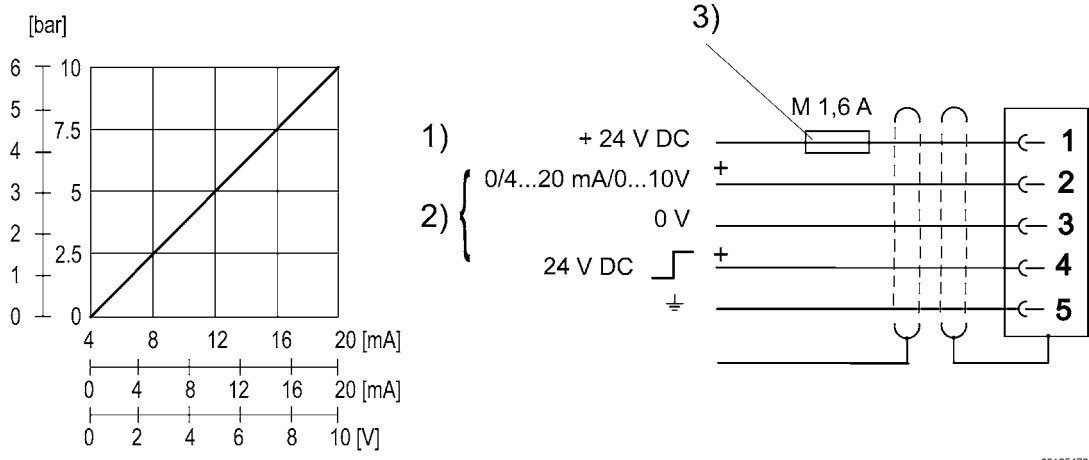 [bar]
6
5
4
3
2
1
0
10
7.5
5
2.5
0
4 8 12 16 20 [mA]
0 4 8 12 16 20 [mA]
0 2 4 6 8 10 [V]
3)
M 1,6 A
1) + 24 V DC 1
0/4...20 mA/0...10V + 2
2) {
0 V 3
24 V DC + 4
5